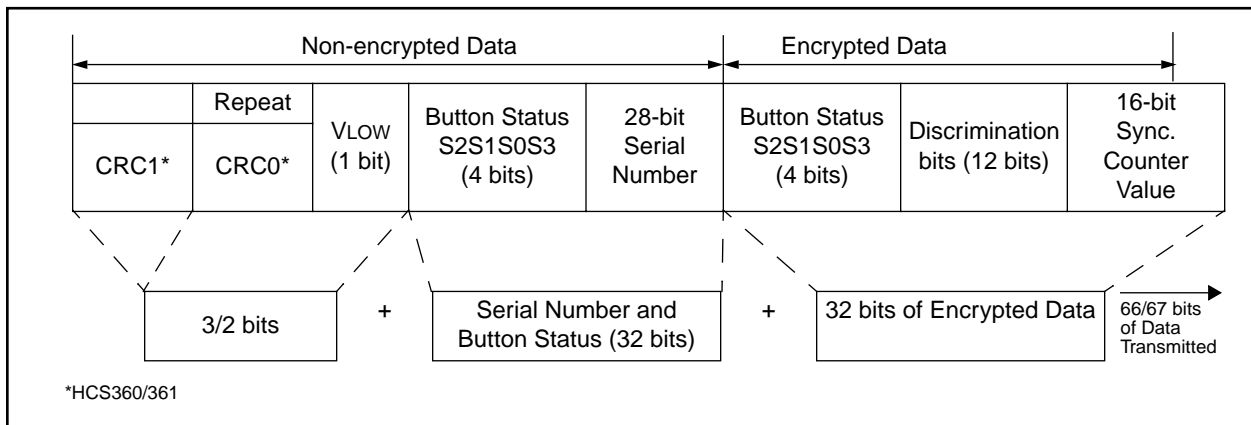 Non-encrypted Data
Encrypted Data
Repeat
CRC1*
CRC0*
VLOW
(1 bit)
Button Status
S2S1S0S3
(4 bits)
28-bit
Serial
Number
Button Status
S2S1S0S3
(4 bits)
Discrimination
bits (12 bits)
16-bit
Sync.
Counter
Value
3/2 bits
+
Serial Number and
Button Status (32 bits)
+
32 bits of Encrypted Data
66/67 bits
of Data
Transmitted
*HCS360/361